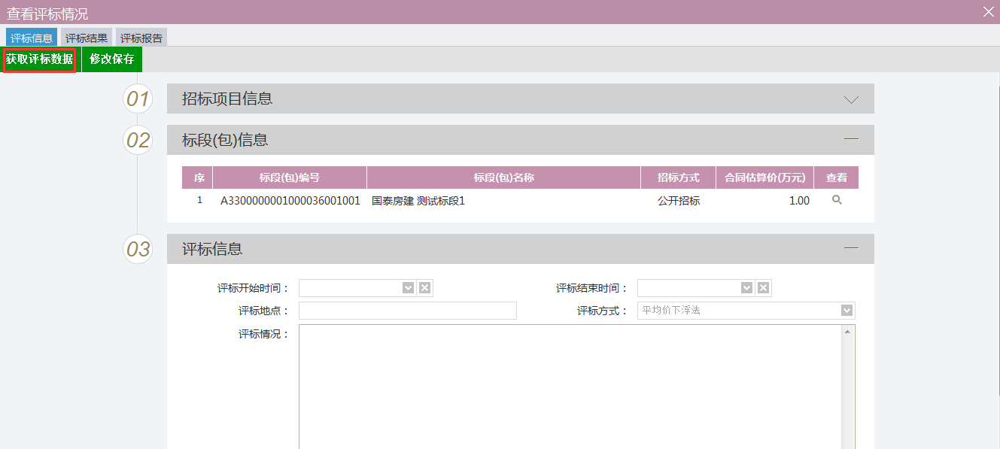 查看评标情况
评标信息 评标结果 评标报告
获取评标数据 修改保存
01 招标项目信息
02 标段(包)信息
序 标段(包)编号 标段(包)名称 招标方式 合同估算价(万元) 查看
1 A3300000001000036001001 国泰房建 测试标段1 公开招标 1.00
03 评标信息
评标开始时间： 评标结束时间：
评标地点： 评标方式： 平均价下浮法
评标情况：